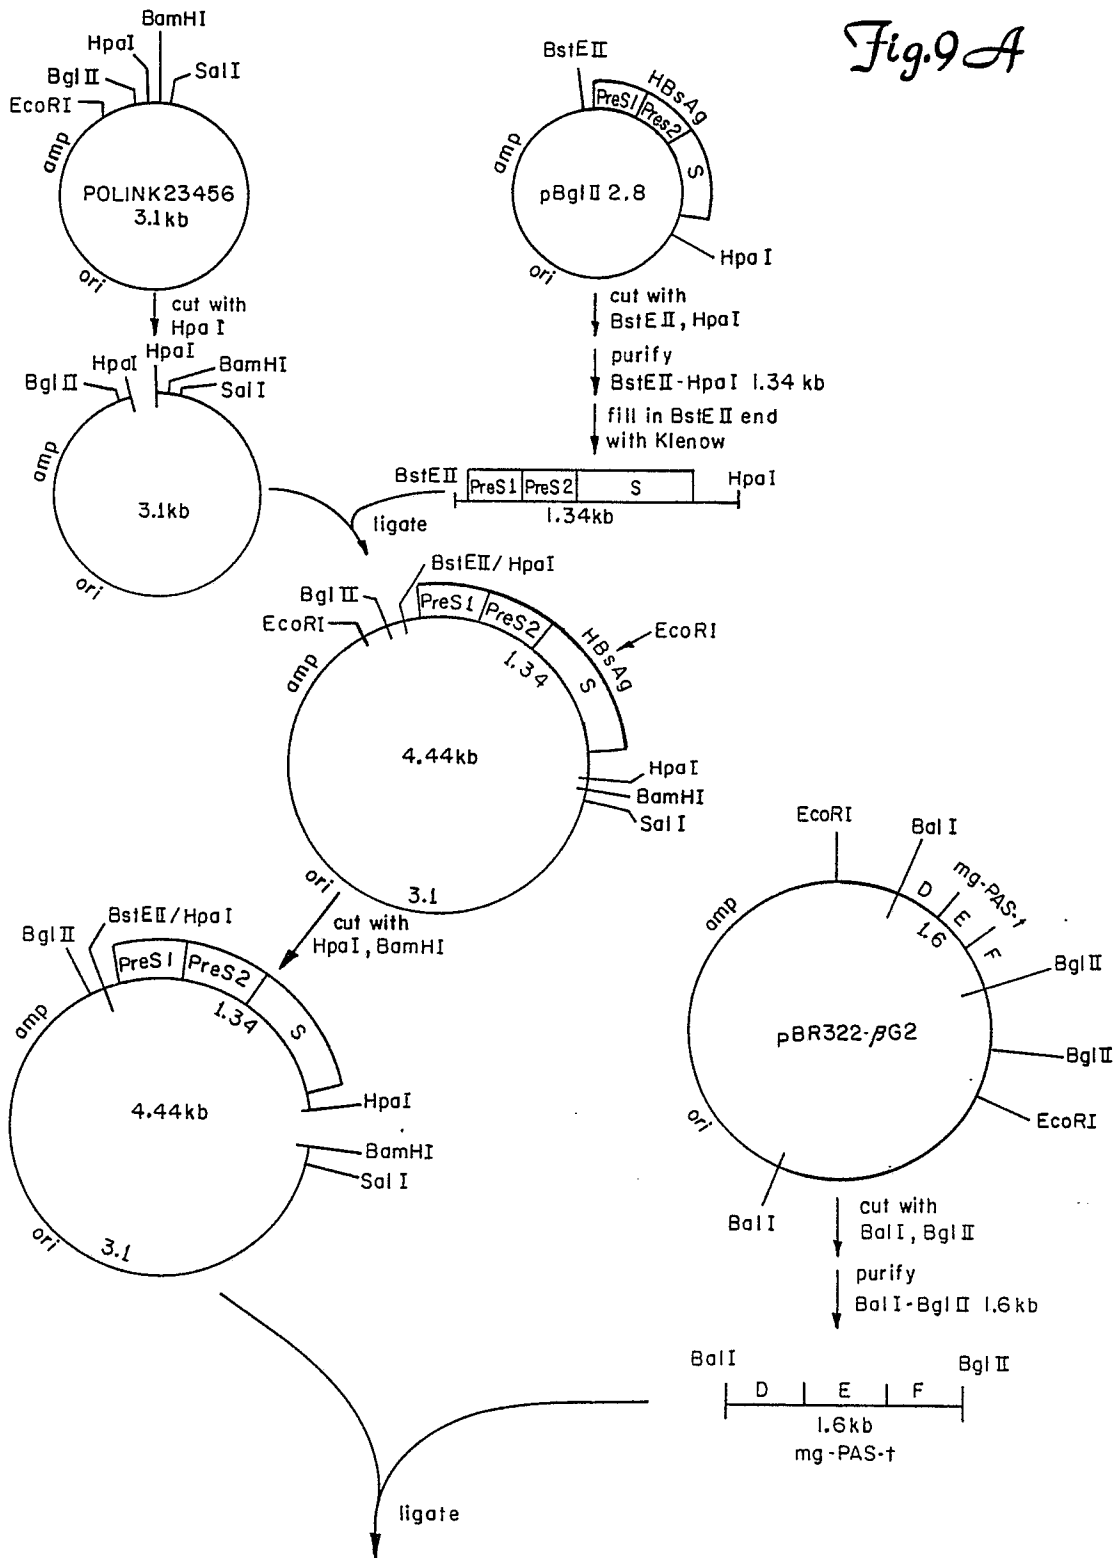 Fig. 9 A
BamHI
HpaI
BglII
SalI
EcoRI
amp
POLINK23456
3.1kb
ori
cut with
HpaI
BstEII
HBsAg
PreS1
Pres2
S
amp
pBglII 2.8
HpaI
ori
cut with
BstEII, HpaI
purify
BstEII-HpaI 1.34 kb
fill in BstEII end
with Klenow
HpaI
HpaI
BglII
BamHI
SalI
amp
3.1kb
ori
BstEII
PreS1
PreS2
S
HpaI
1.34kb
ligate
BstEII/HpaI
BglII
EcoRI
PreS1
PreS2
HBsAg
EcoRI
1.34
S
amp
4.44kb
HpaI
BamHI
SalI
ori
3.1
cut with
HpaI, BamHI
BstEII/HpaI
BglII
PreS1
PreS2
1.34
S
amp
4.44kb
HpaI
BamHI
SalI
ori
3.1
EcoRI
BalI
mg-PAS-t
D
E
F
1.6
amp
BglII
pBR322-βG2
BglII
EcoRI
ori
BalI
cut with
BalI, BglII
purify
BalI-BglII 1.6kb
BalI
BglII
D
E
F
1.6kb
mg-PAS-t
ligate